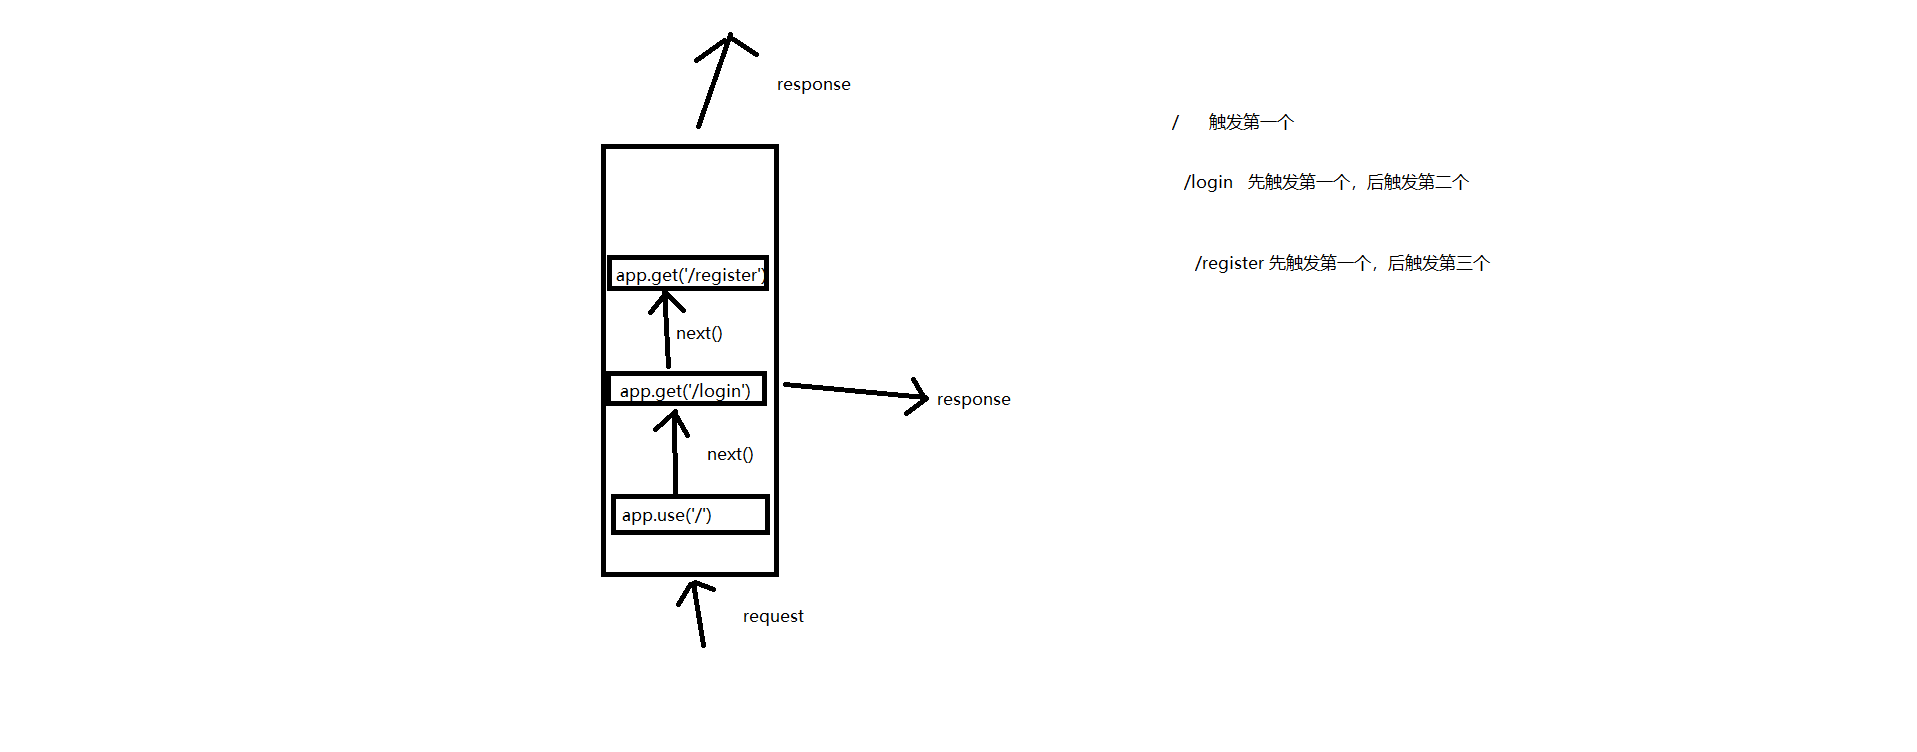 response
/ 触发第一个
/login 先触发第一个，后触发第二个
/register 先触发第一个，后触发第三个
app.get('/register')
next()
app.get('/login')
response
next()
app.use('/')
request